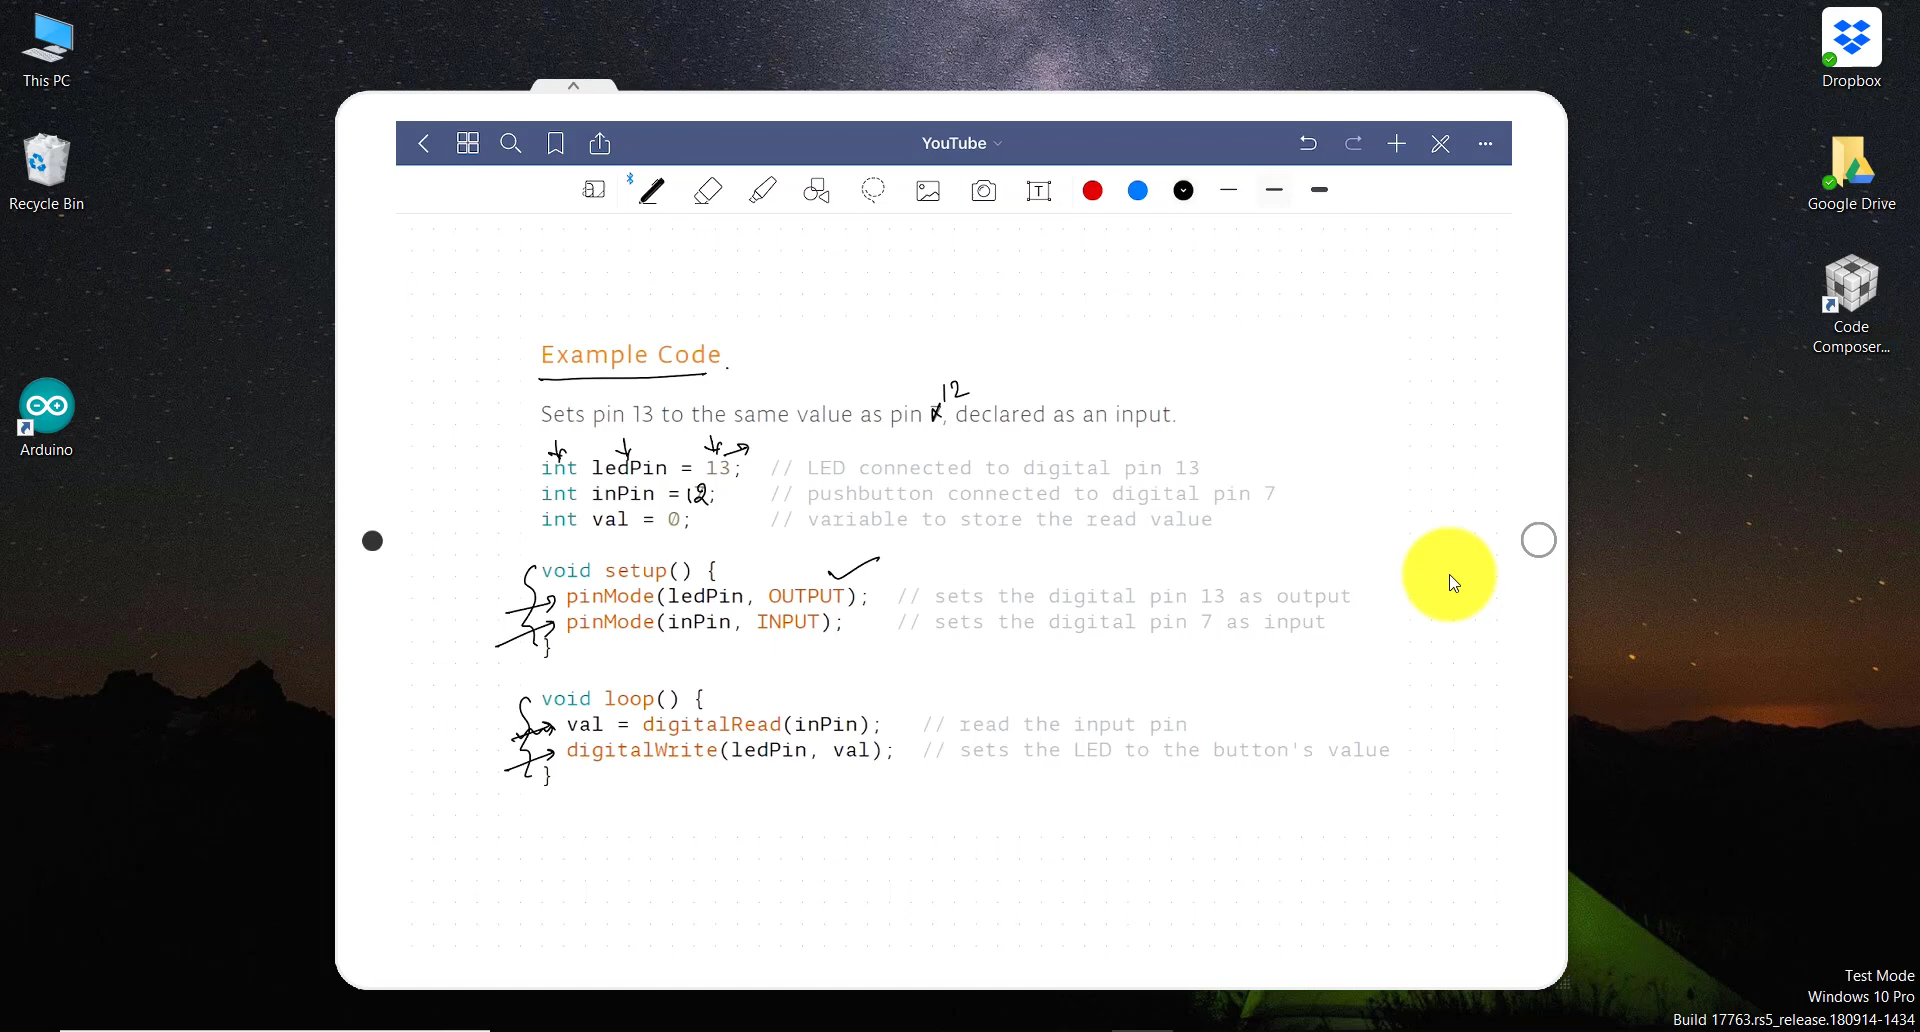 This PC
Recycle Bin
Arduino
Dropbox
Google Drive
Code
Composer...
YouTube
T
Example Code.
12
Sets pin 13 to the same value as pin , declared as an input.
int ledPin = 13; // LED connected to digital pin 13
int inPin = 12; // pushbutton connected to digital pin 7
int val = 0; // variable to store the read value
void setup() {
pinMode(ledPin, OUTPUT); // sets the digital pin 13 as output
pinMode(inPin, INPUT); // sets the digital pin 7 as input
}
void loop() {
val = digitalRead(inPin); // read the input pin
digitalWrite(ledPin, val); // sets the LED to the button's value
}
Test Mode
Windows 10 Pro
Build 17763.rs5_release.180914-1434